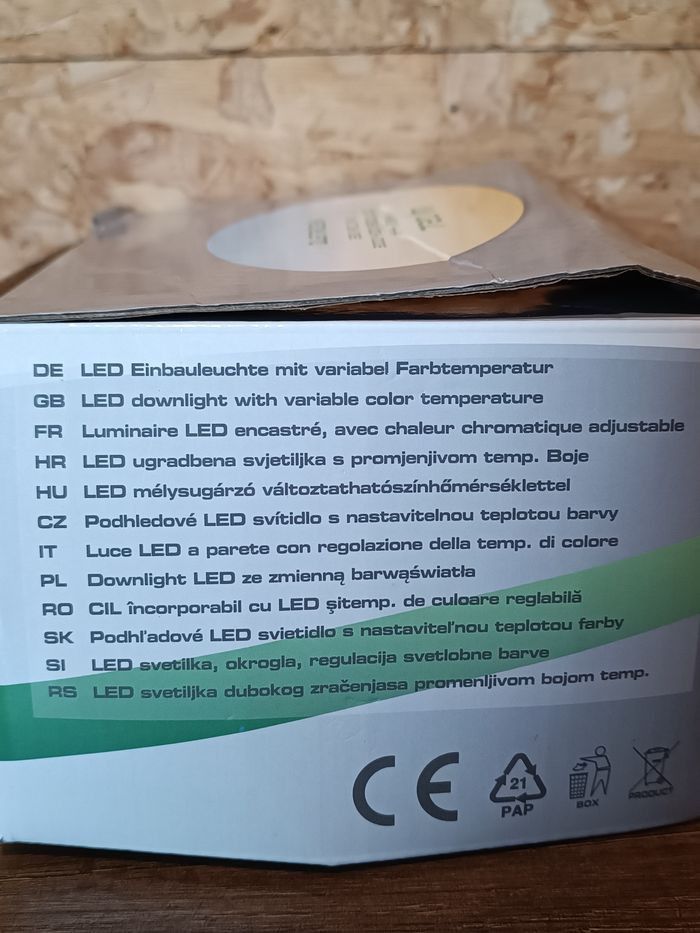 DE LED Einbauleuchte mit variabel Farbtemperatur
GB LED downlight with variable color temperature
FR Luminaire LED encastré, avec chaleur chromatique adjustable
HR LED ugradbena svjetiljka s promjenjivom temp. Boje
HU LED mélysugárzó változtathatószínhőmérséklettel
CZ Podhledové LED svítidlo s nastavitelnou teplotou barvy
IT Luce LED a parete con regolazione della temp. di colore
PL Downlight LED ze zmienną barwąświatła
RO CIL încorporabil cu LED şitemp. de culoare reglabilă
SK Podhľadové LED svietidlo s nastaviteľnou teplotou farby
SI LED svetilka, okrogla, regulacija svetlobne barve
RS LED svetiljka dubokog zračenjasa promenljivom bojom temp.
CE 21 PAP BOX PRODUCT